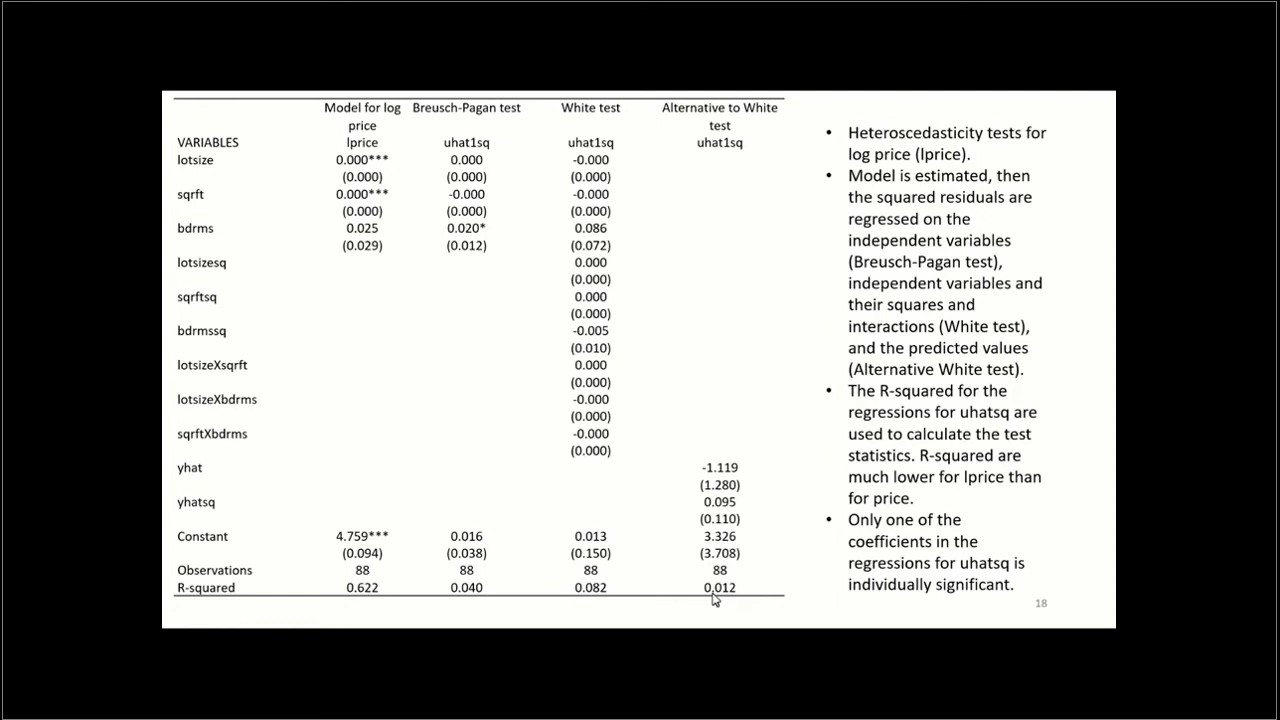 Model for log Breusch-Pagan test White test Alternative to White
price test
VARIABLES lprice uhat1sq uhat1sq uhat1sq
lotsize 0.000*** 0.000 -0.000
(0.000) (0.000) (0.000)
sqrft 0.000*** -0.000 -0.000
(0.000) (0.000) (0.000)
bdrms 0.025 0.020* 0.086
(0.029) (0.012) (0.072)
lotsizesq 0.000
(0.000)
sqrftsq 0.000
(0.000)
bdrmssq -0.005
(0.010)
lotsizeXsqrft 0.000
(0.000)
lotsizeXbdrms -0.000
(0.000)
sqrftXbdrms -0.000
(0.000)
yhat -1.119
(1.280)
yhatsq 0.095
(0.110)
Constant 4.759*** 0.016 0.013 3.326
(0.094) (0.038) (0.150) (3.708)
Observations 88 88 88 88
R-squared 0.622 0.040 0.082 0.012
• Heteroscedasticity tests for
log price (lprice).
• Model is estimated, then
the squared residuals are
regressed on the
independent variables
(Breusch-Pagan test),
independent variables and
their squares and
interactions (White test),
and the predicted values
(Alternative White test).
• The R-squared for the
regressions for uhatsq are
used to calculate the test
statistics. R-squared are
much lower for lprice than
for price.
• Only one of the
coefficients in the
regressions for uhatsq is
individually significant.
18